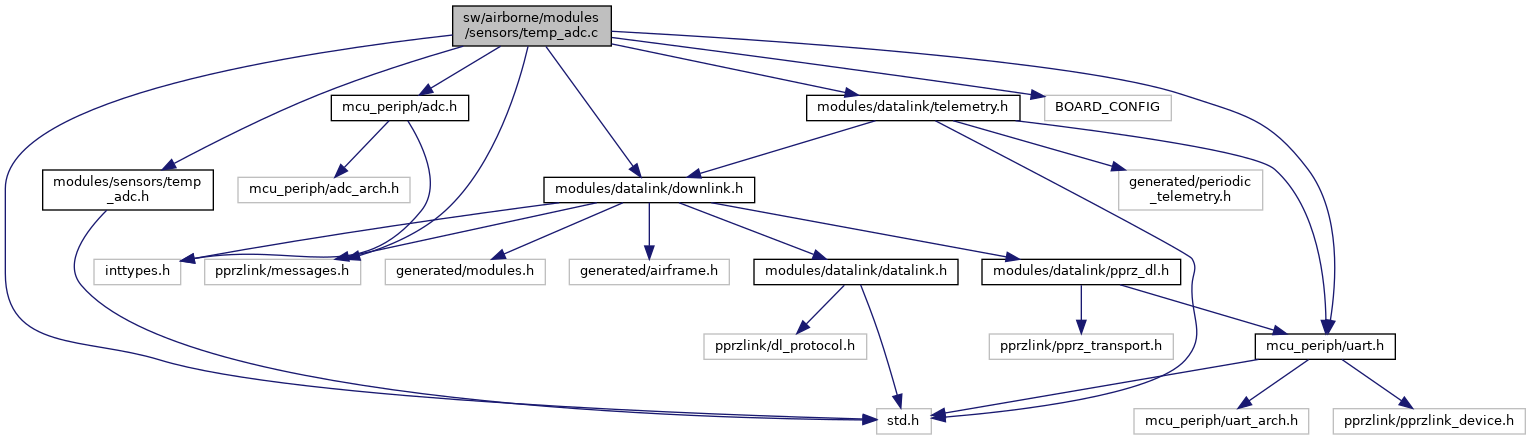 sw/airborne/modules
/sensors/temp_adc.c
mcu_periph/adc.h
modules/datalink/telemetry.h
BOARD_CONFIG
modules/sensors/temp
_adc.h
mcu_periph/adc_arch.h
modules/datalink/downlink.h
generated/periodic
_telemetry.h
inttypes.h
pprzlink/messages.h
generated/modules.h
generated/airframe.h
modules/datalink/datalink.h
modules/datalink/pprz_dl.h
pprzlink/dl_protocol.h
pprzlink/pprz_transport.h
mcu_periph/uart.h
std.h
mcu_periph/uart_arch.h
pprzlink/pprzlink_device.h